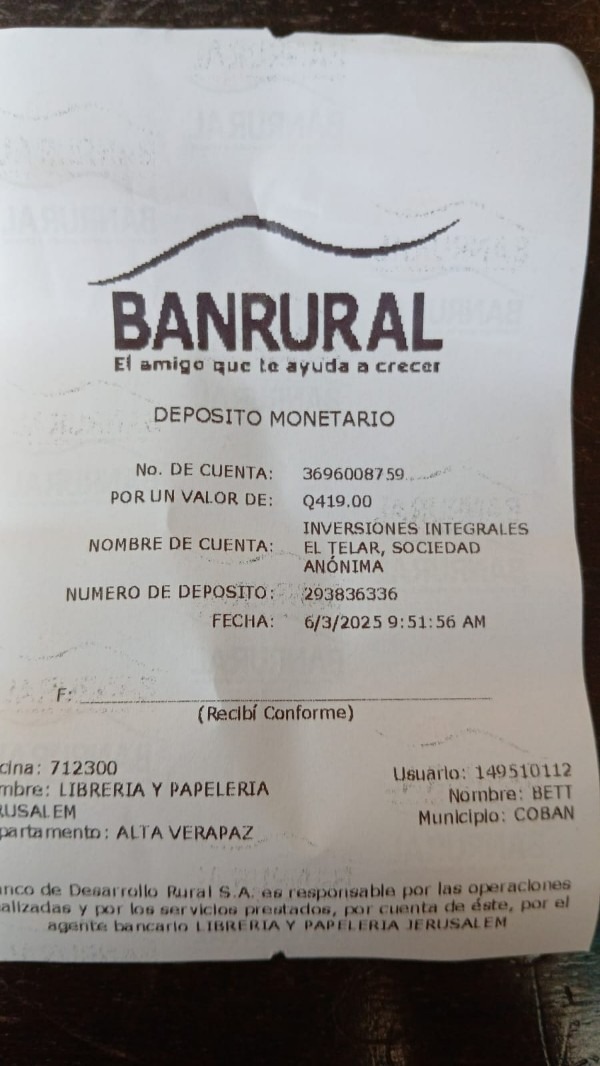 BANRURAL
El amigo que te ayuda a crecer
DEPOSITO MONETARIO
No. DE CUENTA: 3696008759
POR UN VALOR DE: Q419.00
NOMBRE DE CUENTA: INVERSIONES INTEGRALES
EL TELAR, SOCIEDAD
ANÓNIMA
NUMERO DE DEPOSITO: 293836336
FECHA: 6/3/2025 9:51:56 AM
F:
(Recibí Conforme)
cina: 712300
mbre: LIBRERIA Y PAPELERIA
RUSALEM
partamento: ALTA VERAPAZ
Usuario: 149510112
Nombre: BETT
Municipio: COBAN
nco de Desarrollo Rural S.A. es responsable por las operaciones
alizadas y por los servicios prestados, por cuenta de éste, por el
agente bancario LIBRERIA Y PAPELERIA JERUSALEM